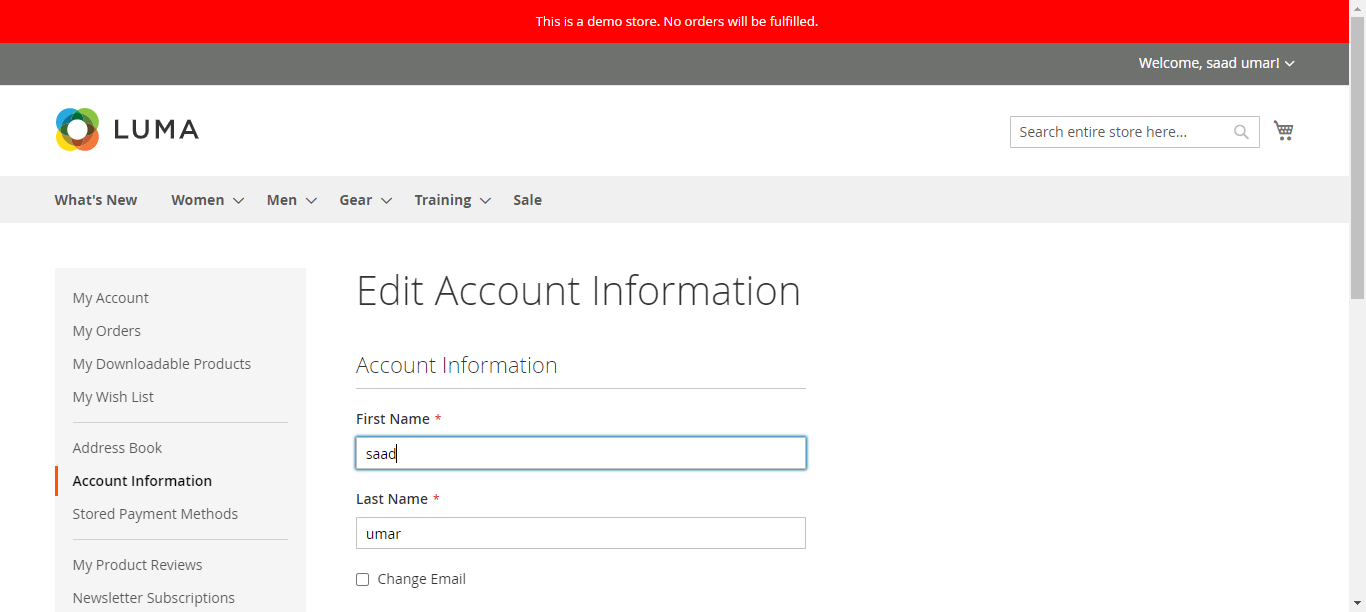 This is a demo store. No orders will be fulfilled.
Welcome, saad umar!
LUMA
Search entire store here...
What's New Women Men Gear Training Sale
My Account
My Orders
My Downloadable Products
My Wish List
Address Book
Account Information
Stored Payment Methods
My Product Reviews
Newsletter Subscriptions
Edit Account Information
Account Information
First Name *
saad
Last Name *
umar
Change Email